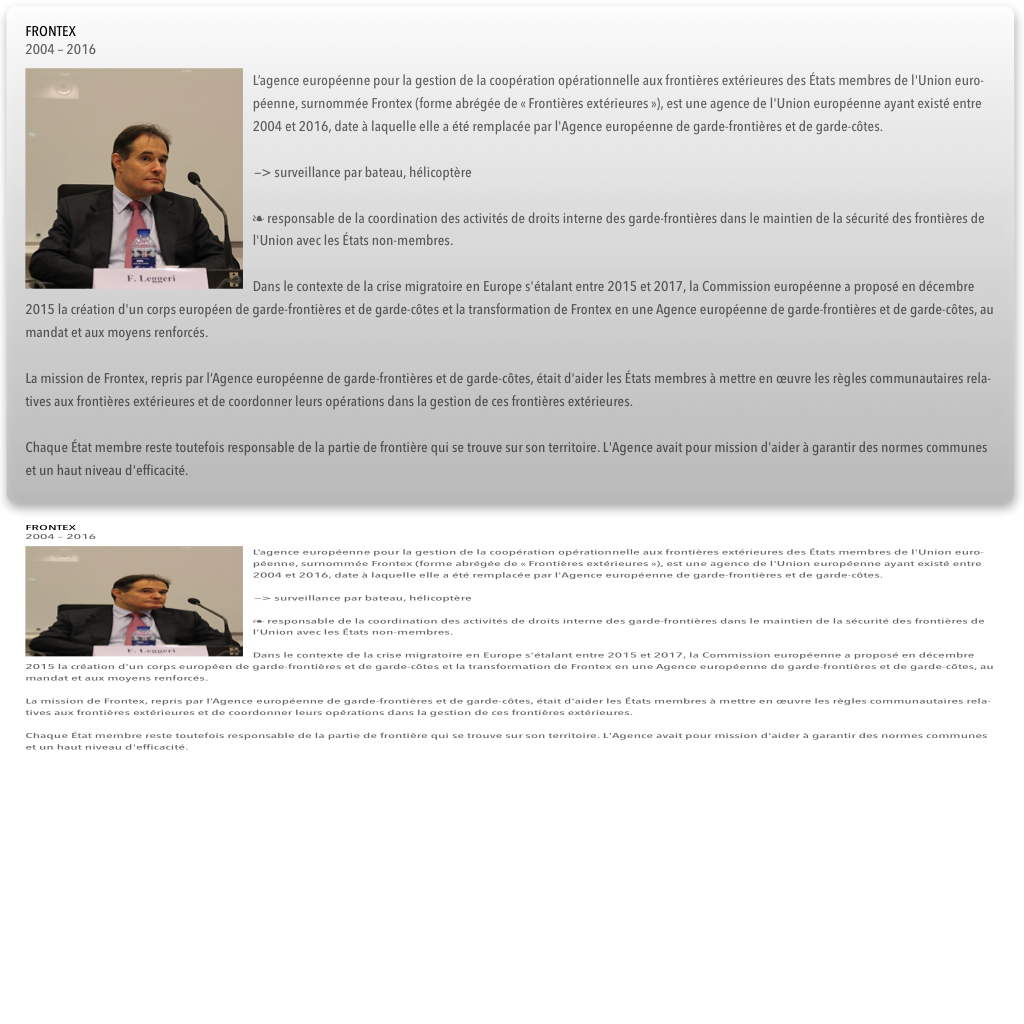 FRONTEX
2004 – 2016
L'agence européenne pour la gestion de la coopération opérationnelle aux frontières extérieures des États membres de l'Union euro-
péenne, surnommée Frontex (forme abrégée de « Frontières extérieures »), est une agence de l'Union européenne ayant existé entre
2004 et 2016, date à laquelle elle a été remplacée par l'Agence européenne de garde-frontières et de garde-côtes.
—> surveillance par bateau, hélicoptère
❧ responsable de la coordination des activités de droits interne des garde-frontières dans le maintien de la sécurité des frontières de
l'Union avec les États non-membres.
F. Leggeri
Dans le contexte de la crise migratoire en Europe s'étalant entre 2015 et 2017, la Commission européenne a proposé en décembre
2015 la création d'un corps européen de garde-frontières et de garde-côtes et la transformation de Frontex en une Agence européenne de garde-frontières et de garde-côtes, au
mandat et aux moyens renforcés.
La mission de Frontex, repris par l’Agence européenne de garde-frontières et de garde-côtes, était d'aider les États membres à mettre en œuvre les règles communautaires rela-
tives aux frontières extérieures et de coordonner leurs opérations dans la gestion de ces frontières extérieures.
Chaque État membre reste toutefois responsable de la partie de frontière qui se trouve sur son territoire. L'Agence avait pour mission d'aider à garantir des normes communes
et un haut niveau d'efficacité.
FRONTEX
2004 – 2016
L'agence européenne pour la gestion de la coopération opérationnelle aux frontières extérieures des États membres de l'Union euro-
péenne, surnommée Frontex (forme abrégée de « Frontières extérieures »), est une agence de l'Union européenne ayant existé entre
2004 et 2016, date à laquelle elle a été remplacée par l'Agence européenne de garde-frontières et de garde-côtes.
—> surveillance par bateau, hélicoptère
❧ responsable de la coordination des activités de droits interne des garde-frontières dans le maintien de la sécurité des frontières de
l'Union avec les États non-membres.
F. Leggeri
Dans le contexte de la crise migratoire en Europe s'étalant entre 2015 et 2017, la Commission européenne a proposé en décembre
2015 la création d'un corps européen de garde-frontières et de garde-côtes et la transformation de Frontex en une Agence européenne de garde-frontières et de garde-côtes, au
mandat et aux moyens renforcés.
La mission de Frontex, repris par l’Agence européenne de garde-frontières et de garde-côtes, était d'aider les États membres à mettre en œuvre les règles communautaires rela-
tives aux frontières extérieures et de coordonner leurs opérations dans la gestion de ces frontières extérieures.
Chaque État membre reste toutefois responsable de la partie de frontière qui se trouve sur son territoire. L'Agence avait pour mission d'aider à garantir des normes communes
et un haut niveau d'efficacité.